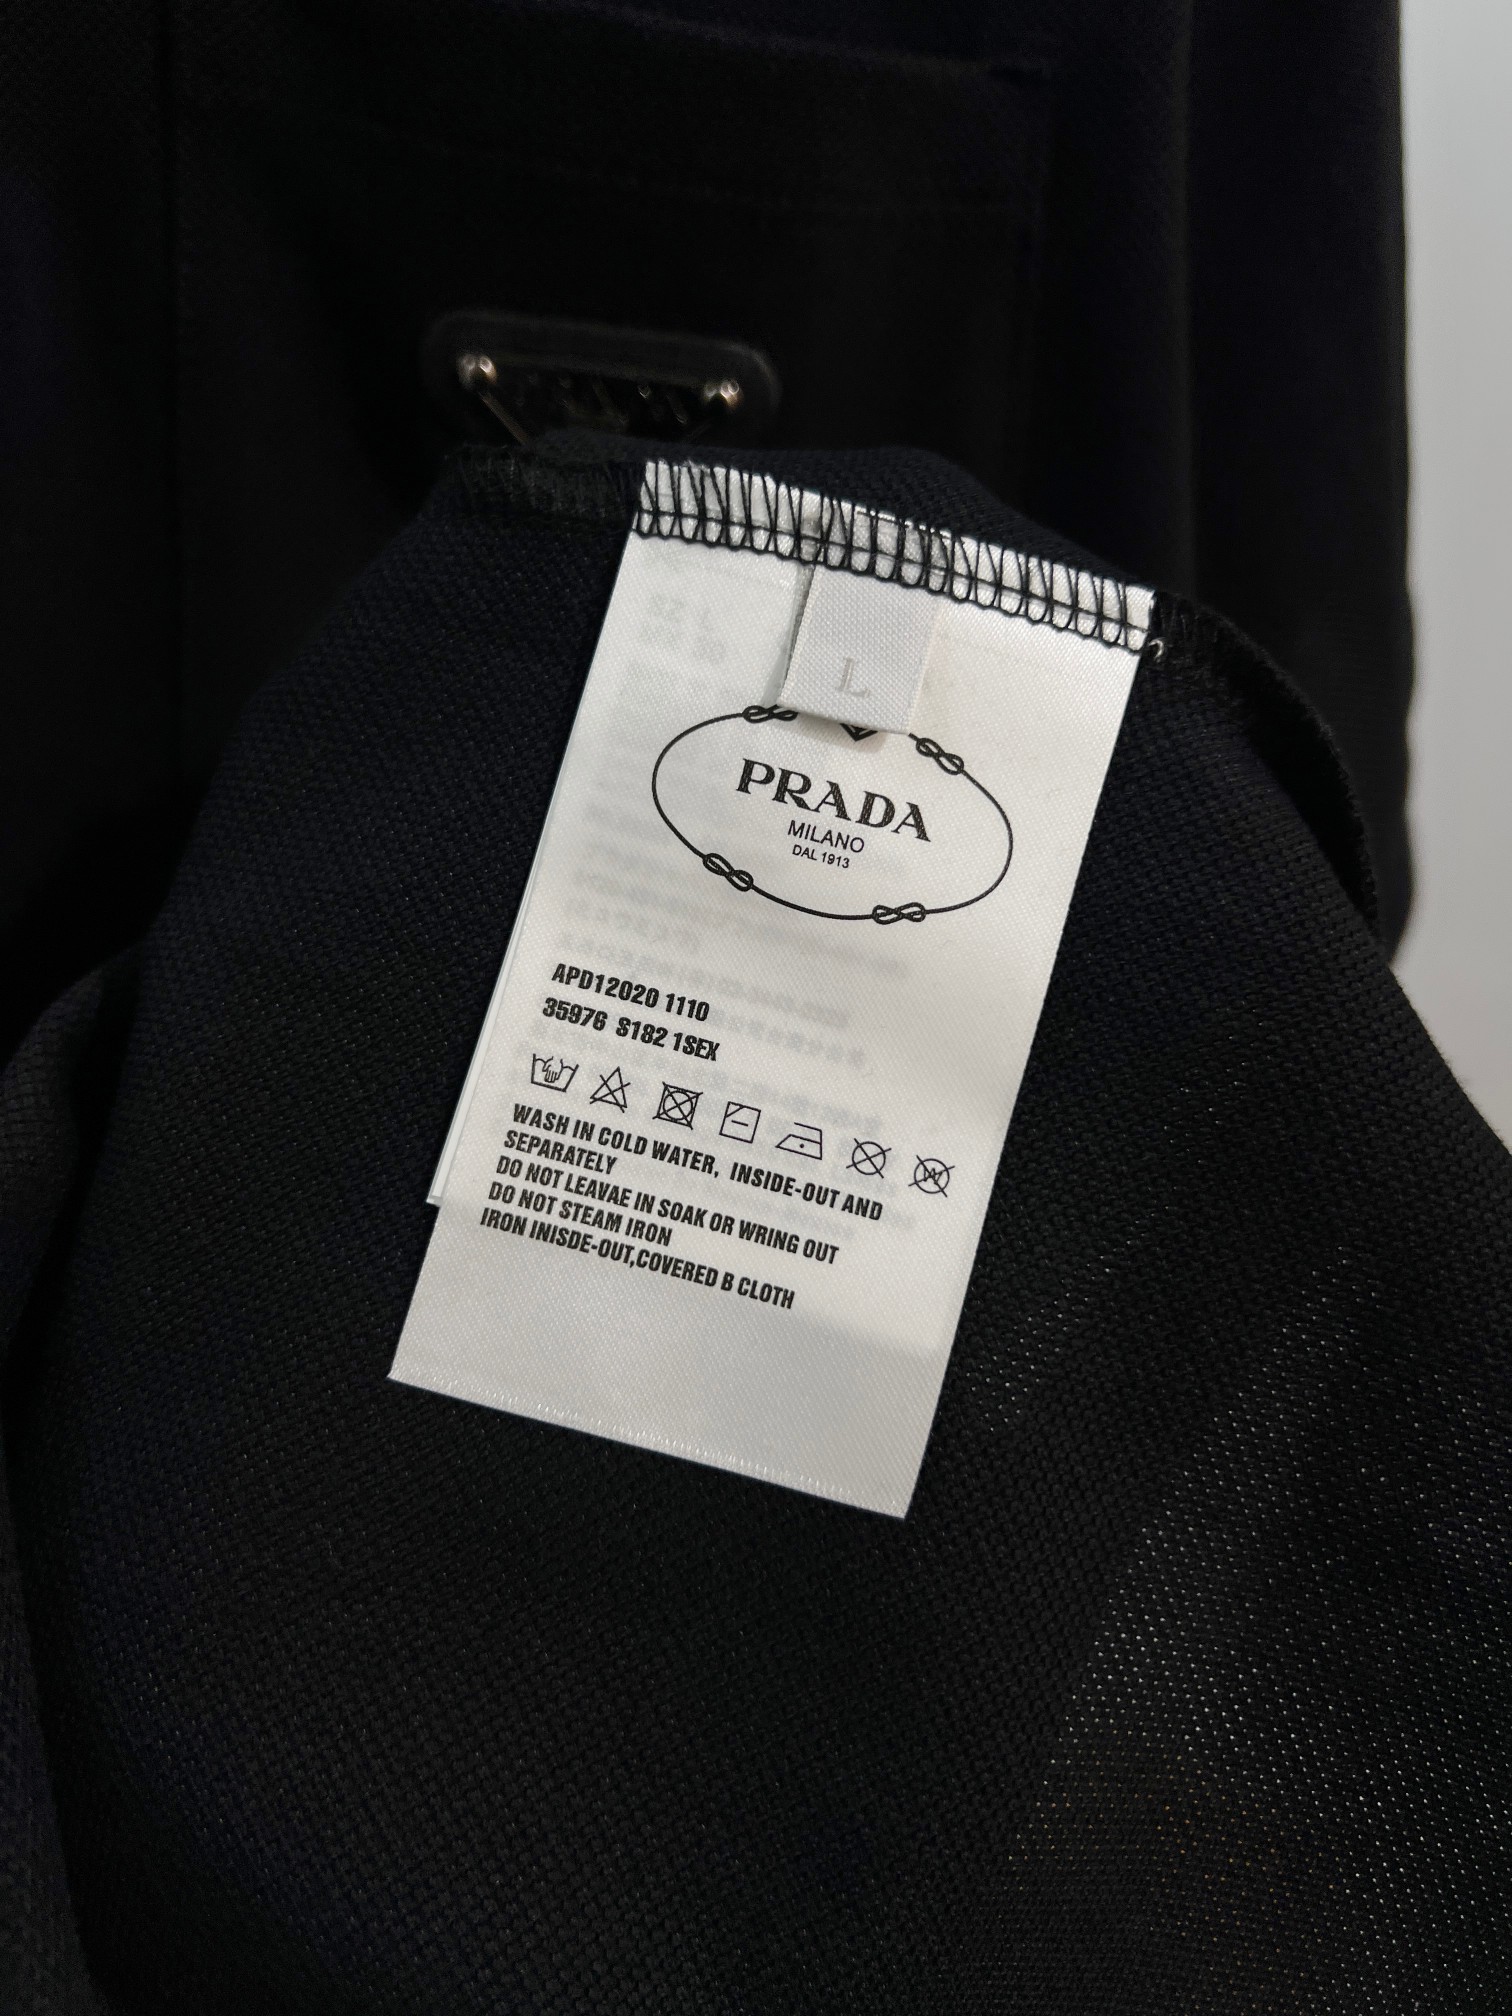 L
PRADA
MILANO
DAL 1913
APD12020 1110
35976 S182 1SEX
WASH IN COLD WATER, INSIDE-OUT AND
SEPARATELY
DO NOT LEAVAE IN SOAK OR WRING OUT
DO NOT STEAM IRON
IRON INISDE-OUT,COVERED B CLOTH